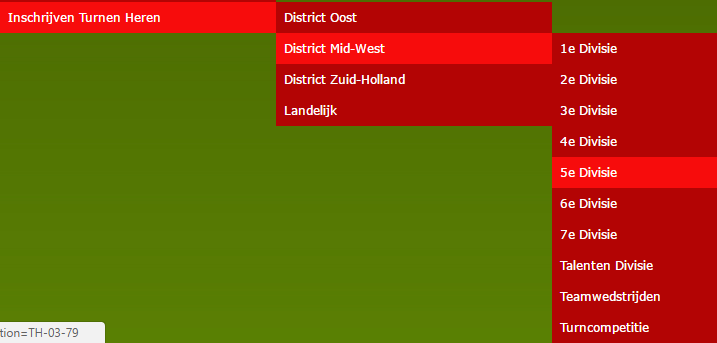 Inschrijven Turnen Heren
District Oost
District Mid-West
District Zuid-Holland
Landelijk
1e Divisie
2e Divisie
3e Divisie
4e Divisie
5e Divisie
6e Divisie
7e Divisie
Talenten Divisie
Teamwedstrijden
Turncompetitie
tion=TH-03-79